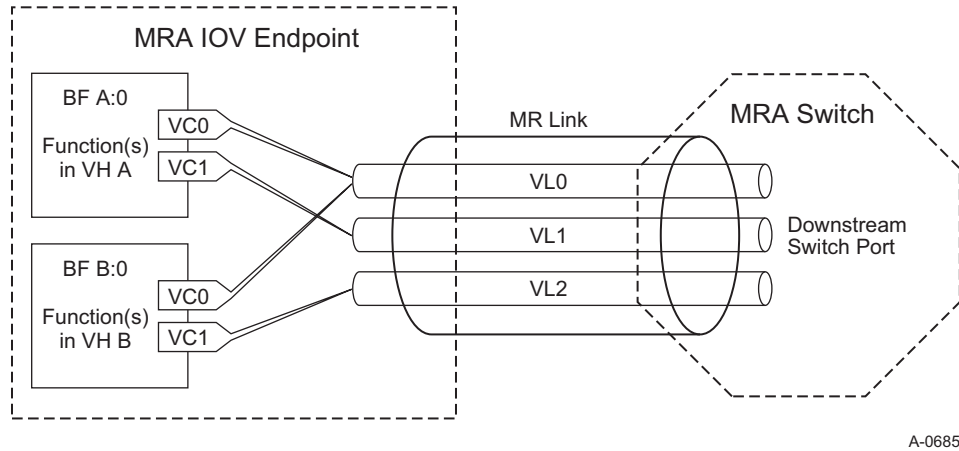 MRA IOV Endpoint
BF A:0
Function(s)
in VH A
VC0
VC1
BF B:0
Function(s)
in VH B
VC0
VC1
MR Link
VL0
VL1
VL2
MRA Switch
Downstream
Switch Port
A-0685